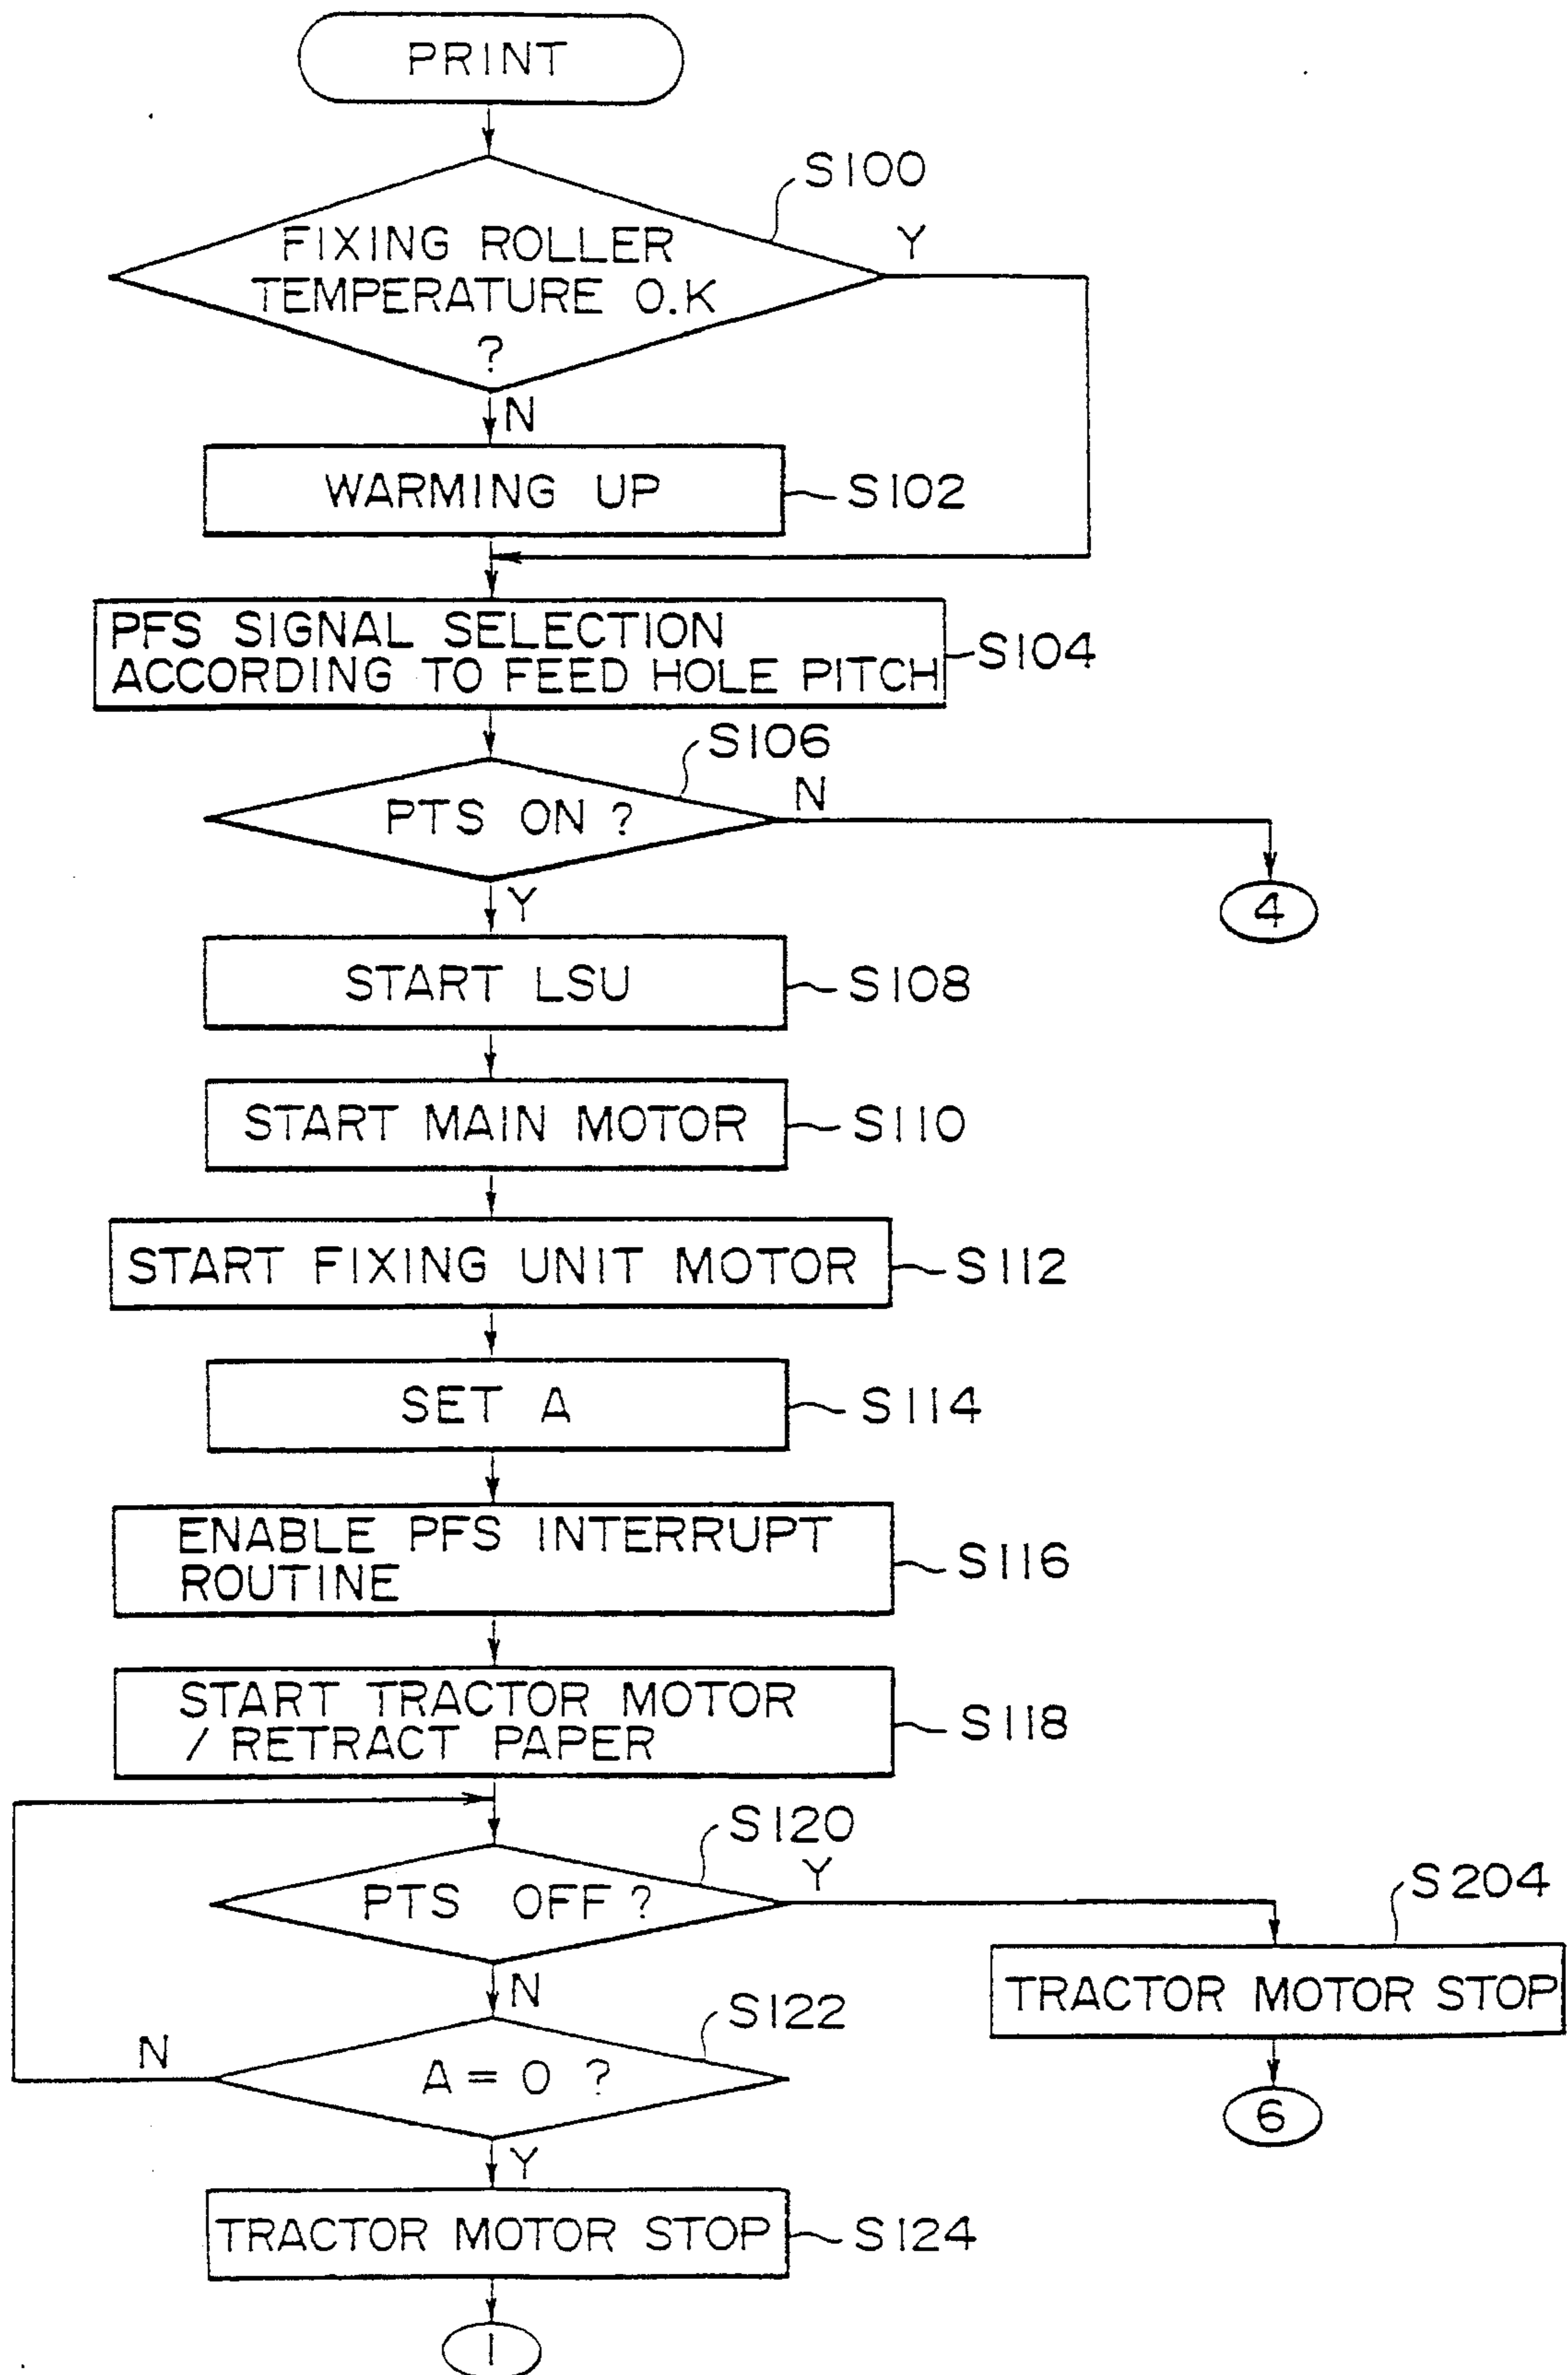 PRINT
S100
FIXING ROLLER
TEMPERATURE O.K
?
Y
N
WARMING UP
S102
PFS SIGNAL SELECTION
ACCORDING TO FEED HOLE PITCH
S104
S106
PTS ON ?
N
4
Y
START LSU
S108
START MAIN MOTOR
S110
START FIXING UNIT MOTOR
S112
SET A
S114
ENABLE PFS INTERRUPT
ROUTINE
S116
START TRACTOR MOTOR
/ RETRACT PAPER
S118
S120
PTS OFF ?
Y
S204
TRACTOR MOTOR STOP
6
N
S122
A = 0 ?
N
Y
TRACTOR MOTOR STOP
S124
1